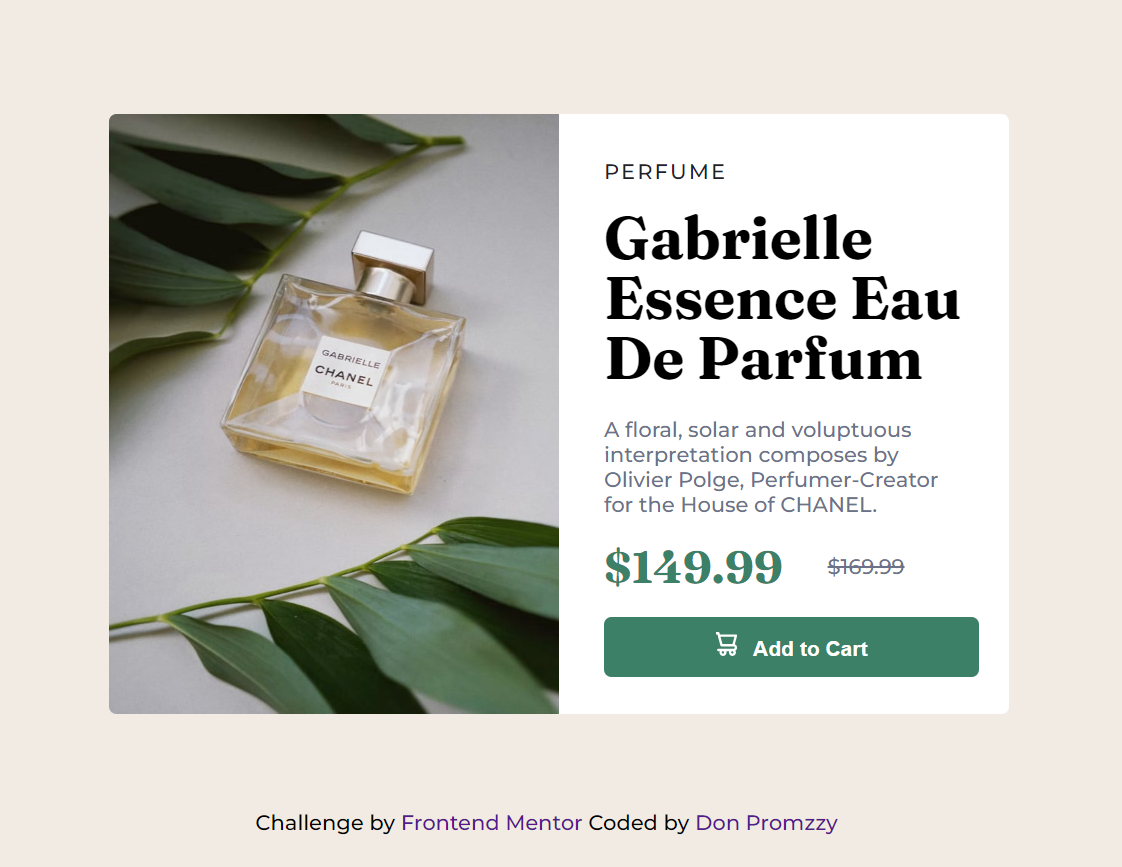 PERFUME
Gabrielle
Essence Eau
De Parfum
A floral, solar and voluptuous
interpretation composes by
Olivier Polge, Perfumer-Creator
for the House of CHANEL.
$149.99 $169.99
Add to Cart
GABRIELLE
CHANEL
PARIS
Challenge by Frontend Mentor Coded by Don Promzzy